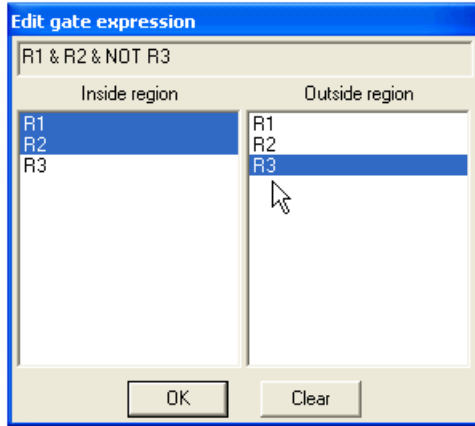 Edit gate expression
R1 & R2 & NOT R3
Inside region
Outside region
R1
R2
R3
R1
R2
R3
OK
Clear